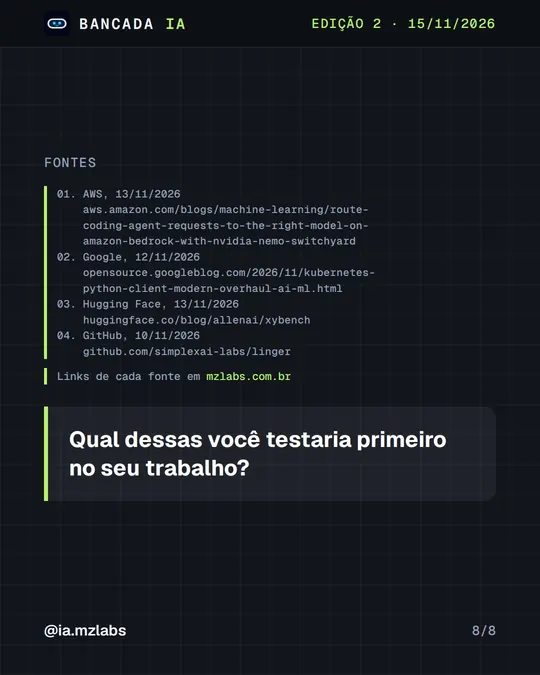 BANCADA IA
EDIÇÃO 2 · 15/11/2026
FONTES
01. AWS, 13/11/2026
aws.amazon.com/blogs/machine-learning/route-
coding-agent-requests-to-the-right-model-on-
amazon-bedrock-with-nvidia-nemo-switchyard
02. Google, 12/11/2026
opensource.googleblog.com/2026/11/kubernetes-
python-client-modern-overhaul-ai-ml.html
03. Hugging Face, 13/11/2026
huggingface.co/blog/allenai/xybench
04. GitHub, 10/11/2026
github.com/simplexai-labs/linger
Links de cada fonte em mzlabs.com.br
Qual dessas você testaria primeiro
no seu trabalho?
@ia.mzlabs
8/8